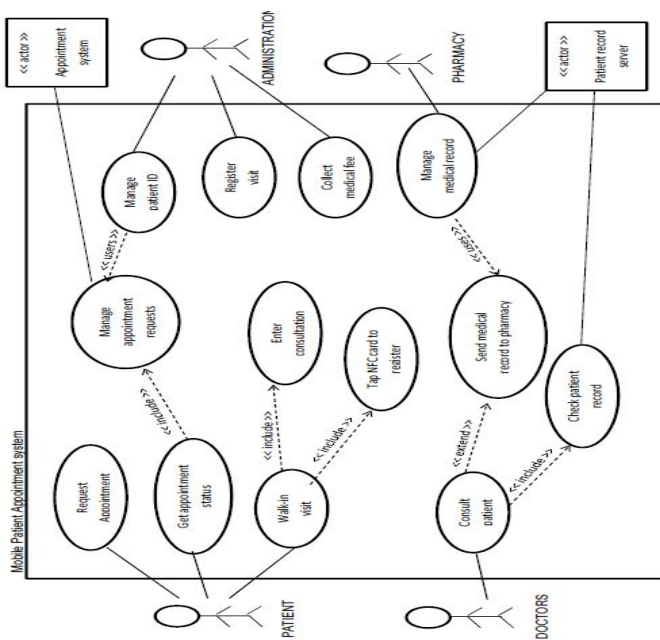 Mobile Patient Appointment system
<< actor >>
Appointment
system
ADMINISTRATION
PHARMACY
<< actor >>
Patient record
server
Manage
patient ID
Register
visit
Collect
medical fee
Manage
medical record
<< users >>
<< uses >>
Manage
appointment
requests
Enter
consultation
Tap NFC card to
register
Send medical
record to pharmacy
Check patient
record
<< include >>
<< include >>
<< include >>
<< extend >>
<< include >>
Request
Appointment
Get appointment
status
Walk-in
visit
Consult
patient
PATIENT
DOCTORS